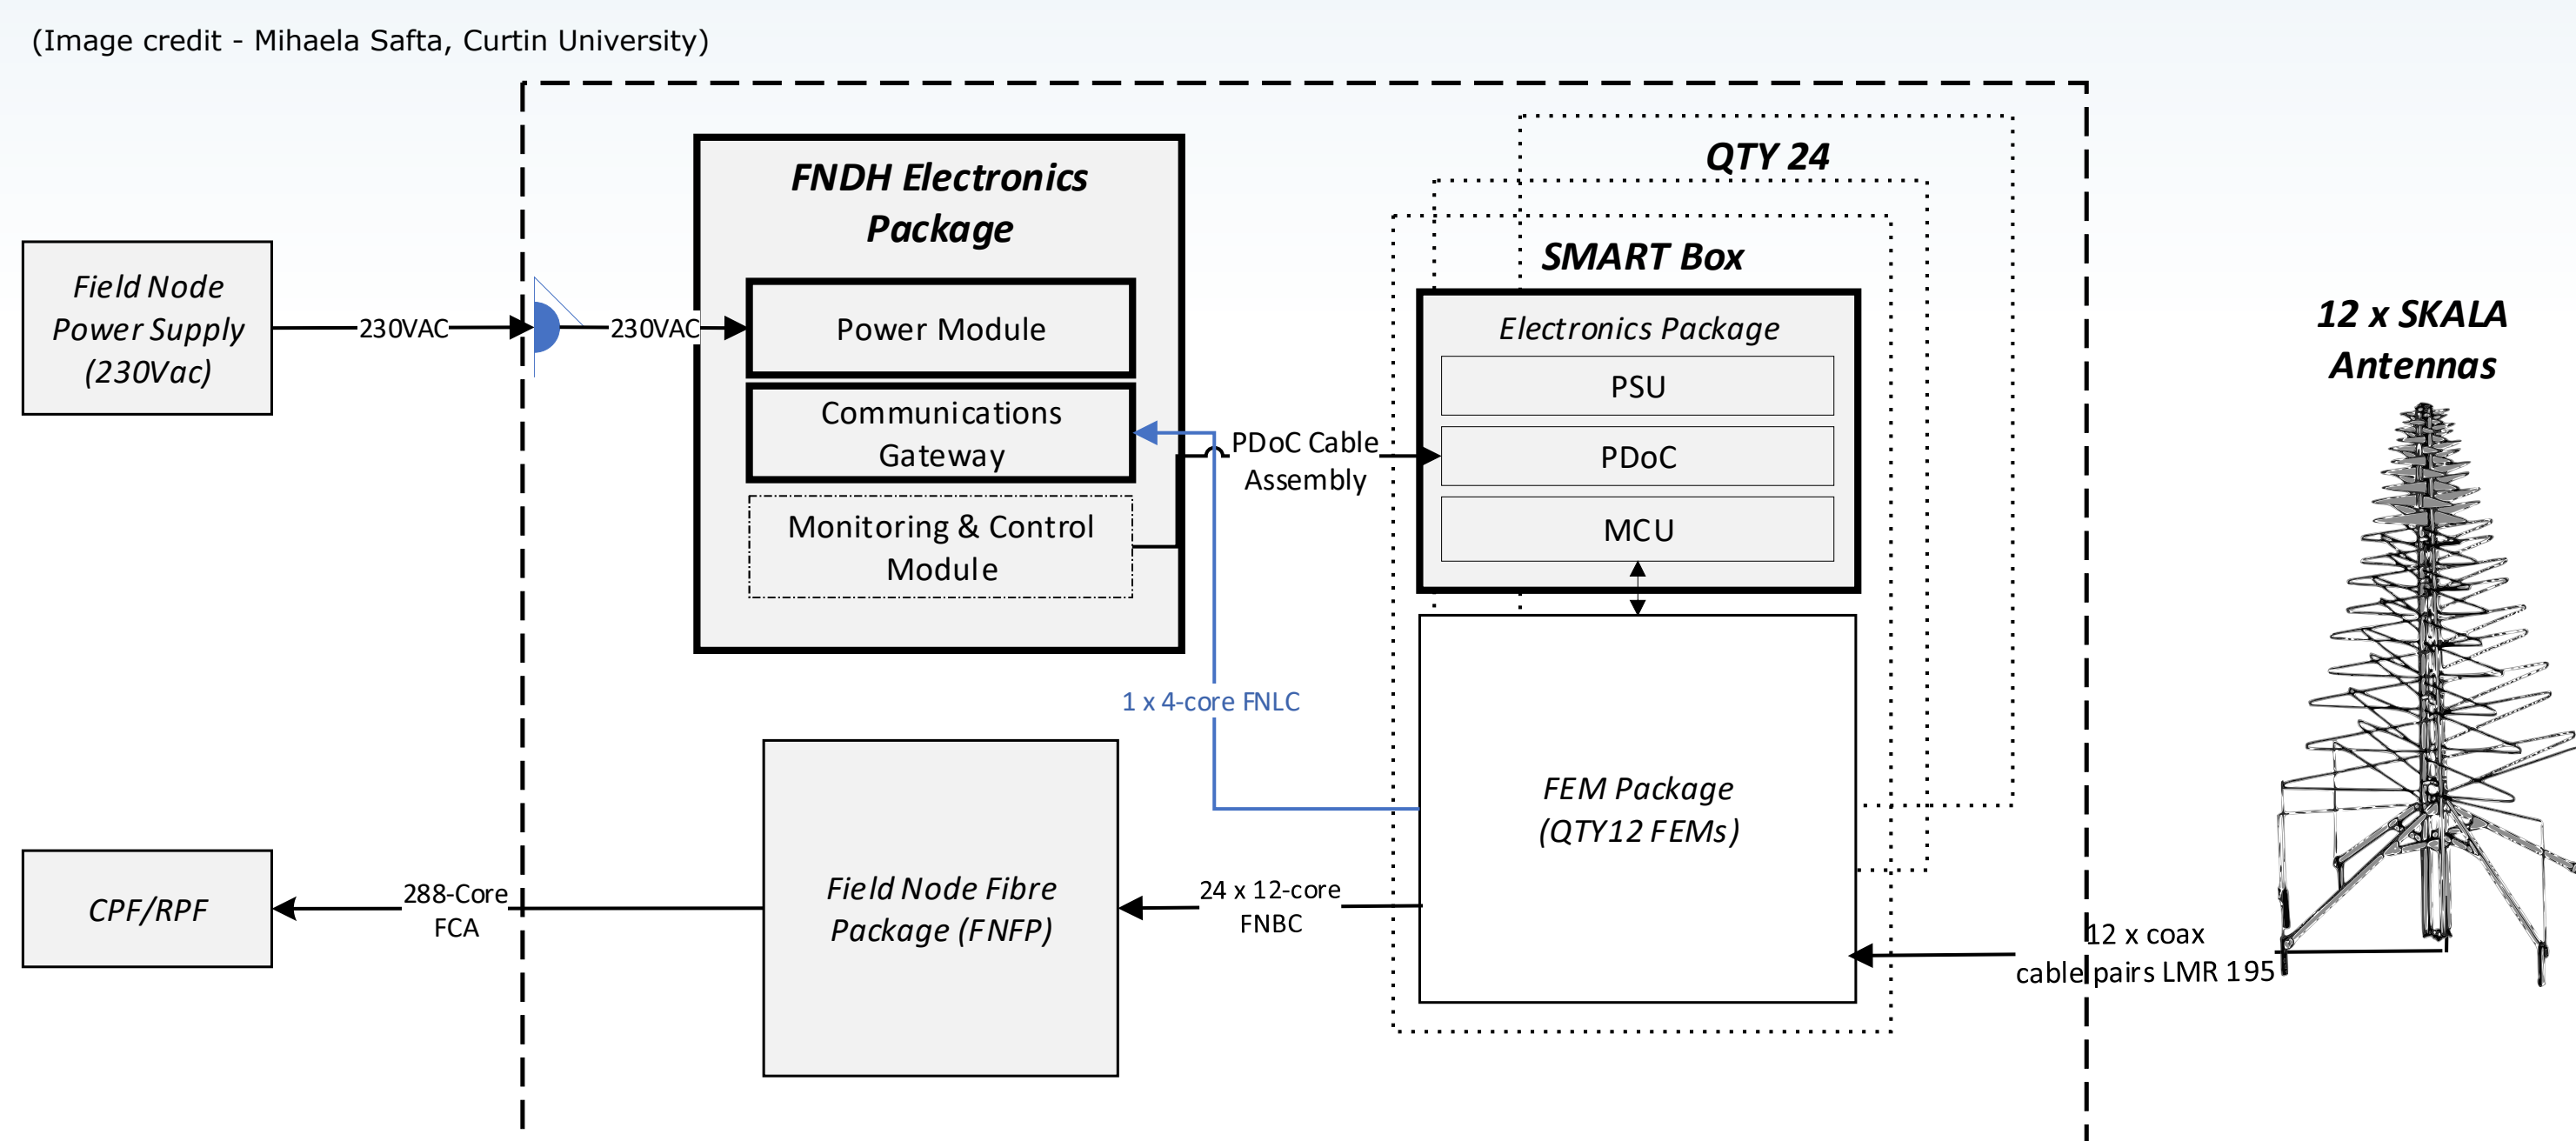 (Image credit - Mihaela Safta, Curtin University)
QTY 24
FNDH Electronics
Package
SMART Box
Field Node
Power Supply
(230Vac)
230VAC
230VAC
Power Module
Communications
Gateway
Monitoring & Control
Module
PDoC Cable
Assembly
Electronics Package
PSU
PDoC
MCU
12 x SKALA
Antennas
1 x 4-core FNLC
FEM Package
(QTY12 FEMs)
CPF/RPF
288-Core
FCA
Field Node Fibre
Package (FNFP)
24 x 12-core
FNBC
12 x coax
cable pairs LMR 195